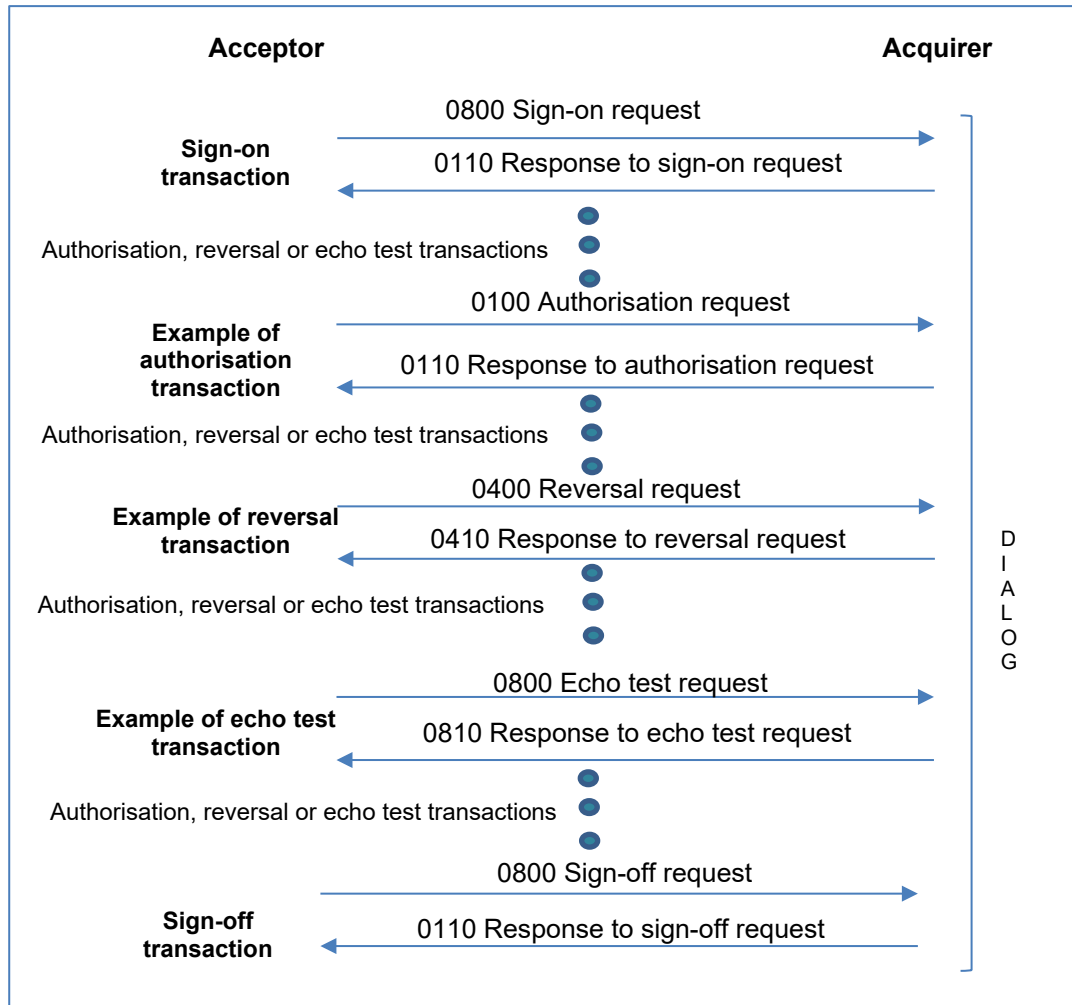 Acceptor
Acquirer
0800 Sign-on request
Sign-on
transaction
0110 Response to sign-on request
Authorisation, reversal or echo test transactions
0100 Authorisation request
Example of
authorisation
transaction
0110 Response to authorisation request
Authorisation, reversal or echo test transactions
0400 Reversal request
Example of reversal
transaction
0410 Response to reversal request
Authorisation, reversal or echo test transactions
0800 Echo test request
Example of echo test
transaction
0810 Response to echo test request
Authorisation, reversal or echo test transactions
0800 Sign-off request
Sign-off
transaction
0110 Response to sign-off request
D
I
A
L
O
G